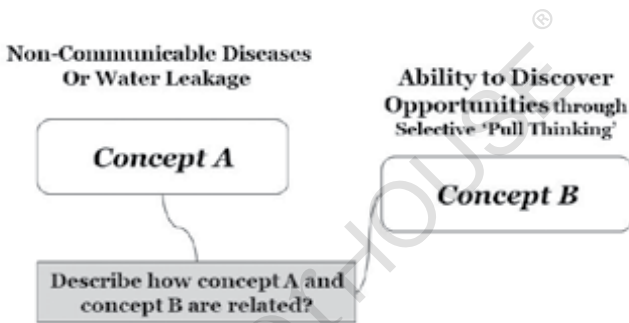 ®
Non-Communicable Diseases
Or Water Leakage
Ability to Discover
Opportunities through
Selective 'Pull Thinking'
Concept A
Concept B
HOUSE
Describe how concept A and
concept B are related?